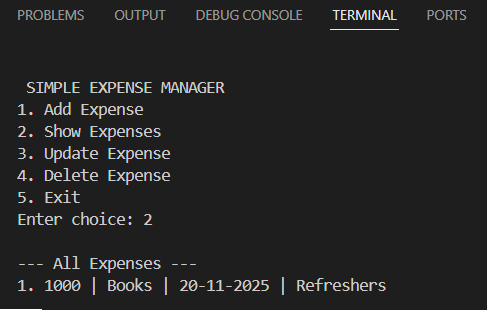 PROBLEMS OUTPUT DEBUG CONSOLE TERMINAL PORTS
SIMPLE EXPENSE MANAGER
1. Add Expense
2. Show Expenses
3. Update Expense
4. Delete Expense
5. Exit
Enter choice: 2
--- All Expenses ---
1. 1000 | Books | 20-11-2025 | Refreshers